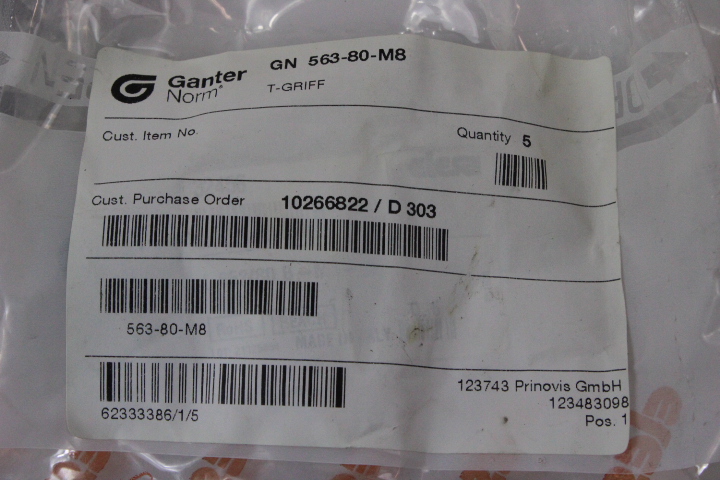 Ganter
Norm®
GN 563-80-M8
T-GRIFF
Cust. Item No.
Quantity 5
Cust. Purchase Order 10266822 / D 303
563-80-M8
62333386/1/5
123743 Prinovis GmbH
123483098
Pos. 1